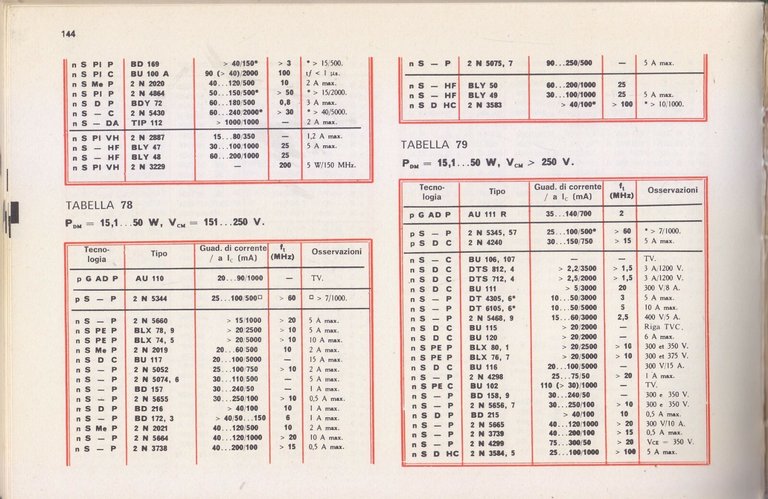 144
n S PI P BD 169 > 40/150* > 3 * > 15/500.
n S PI C BU 100 A 90 (> 40)/2000 100 tf < 1 µs.
n S Me P 2 N 2020 40...120/500 10 2 A max.
n S PI P 2 N 4864 50...150/500* > 50 * > 15/2000.
n S D P BDY 72 60...180/500 0,8 3 A max.
n S — C 2 N 5430 60...240/2000* > 30 * > 40/5000.
n S — DA TIP 112 > 1000/1000 — 2 A max.
n S PI VH 2 N 2887 15...80/350 — 1,2 A max.
n S — HF BLY 47 30...100/1000 25 5 A max.
n S — HF BLY 48 60...200/1000 25
n S PI VH 2 N 3229 — 200 5 W/150 MHz.
TABELLA 78
PDM = 15,1...50 W, VCM = 151...250 V.
Tecnologia Tipo Guad. di corrente / a Ic (mA) ft (MHz) Osservazioni
p G AD P AU 110 20...90/1000 — TV.
p S — P 2 N 5344 25...100/500□ > 60 □ > 7/1000.
n S — P 2 N 5660 > 15/1000 > 20 5 A max.
n S PE P BLX 78, 9 > 20/2500 > 10 5 A max.
n S PE P BLX 74, 5 > 20/5000 > 10 10 A max.
n S Me P 2 N 2019 20...60/500 10 2 A max.
n S D C BU 117 20...100/5000 — 15 A max.
n S — P 2 N 5052 25...100/750 > 10 2 A max.
n S — P 2 N 5074, 6 30...110/500 — 5 A max.
n S — P BD 157 30...240/50 — 1 A max.
n S — P 2 N 5655 30...250/100 > 10 0,5 A max.
n S D P BD 216 > 40/100 10 1 A max.
n S — P BD 172, 3 > 40/50...150 6 1 A max.
n S Me P 2 N 2021 40...120/500 10 2 A max.
n S — P 2 N 5664 40...120/1000 > 20 10 A max.
n S — P 2 N 3738 40...200/100 > 15 0,5 A max.
n S — P 2 N 5075, 7 90...250/500 — 5 A max.
n S — HF BLY 50 60...200/1000 25
n S — HF BLY 49 30...100/1000 25 5 A max.
n S D HC 2 N 3583 > 40/100* > 100 * > 10/1000.
TABELLA 79
PDM = 15,1...50 W, VCM > 250 V.
Tecnologia Tipo Guad. di corrente / a Ic (mA) ft (MHz) Osservazioni
p G AD P AU 111 R 35...140/700 2
p S — P 2 N 5345, 57 25...100/500* > 60 * > 7/1000.
p S D C 2 N 4240 30...150/750 > 15 5 A max.
n S — C BU 106, 107 — — TV.
n S D C DTS 812, 4 > 2,2/3500 > 1,5 3 A/1200 V.
n S D C DTS 712, 4 > 2,5/2000 > 1,5 3 A/1200 V.
n S D C BU 111 > 5/3000 20 300 V/8 A.
n S — P DT 4305, 6* 10...50/3000 3 5 A max.
n S — P DT 6105, 6* 10...50/5000 5 10 A max.
n S — P 2 N 5468, 9 15...60/3000 2,5 400 V/5 A.
n S D C BU 115 > 20/2000 — Riga TVC.
n S D C BU 120 > 20/2000 — 6 A max.
n S PE P BLX 80, 1 > 20/2500 > 10 300 et 350 V.
n S PE P BLX 76, 7 > 20/5000 > 10 300 et 375 V.
n S D C BU 116 20...100/5000 — 300 V/15 A.
n S — P 2 N 4298 25...75/50 > 20 1 A max.
n S PE C BU 102 110 (> 30)/1000 — TV.
n S — P BD 158, 9 30...240/50 — 300 e 350 V.
n S — P 2 N 5656, 7 30...250/100 > 10 300 e 350 V.
n S D P BD 215 > 40/100 10 0,5 A max.
n S — P 2 N 5665 40...120/1000 > 20 300 V/10 A.
n S — P 2 N 3739 40...200/100 > 15 0,5 A max.
n S — P 2 N 4299 75...300/50 > 20 VCE = 350 V.
n S D HC 2 N 3584, 5 25...100/1000 > 100 5 A max.